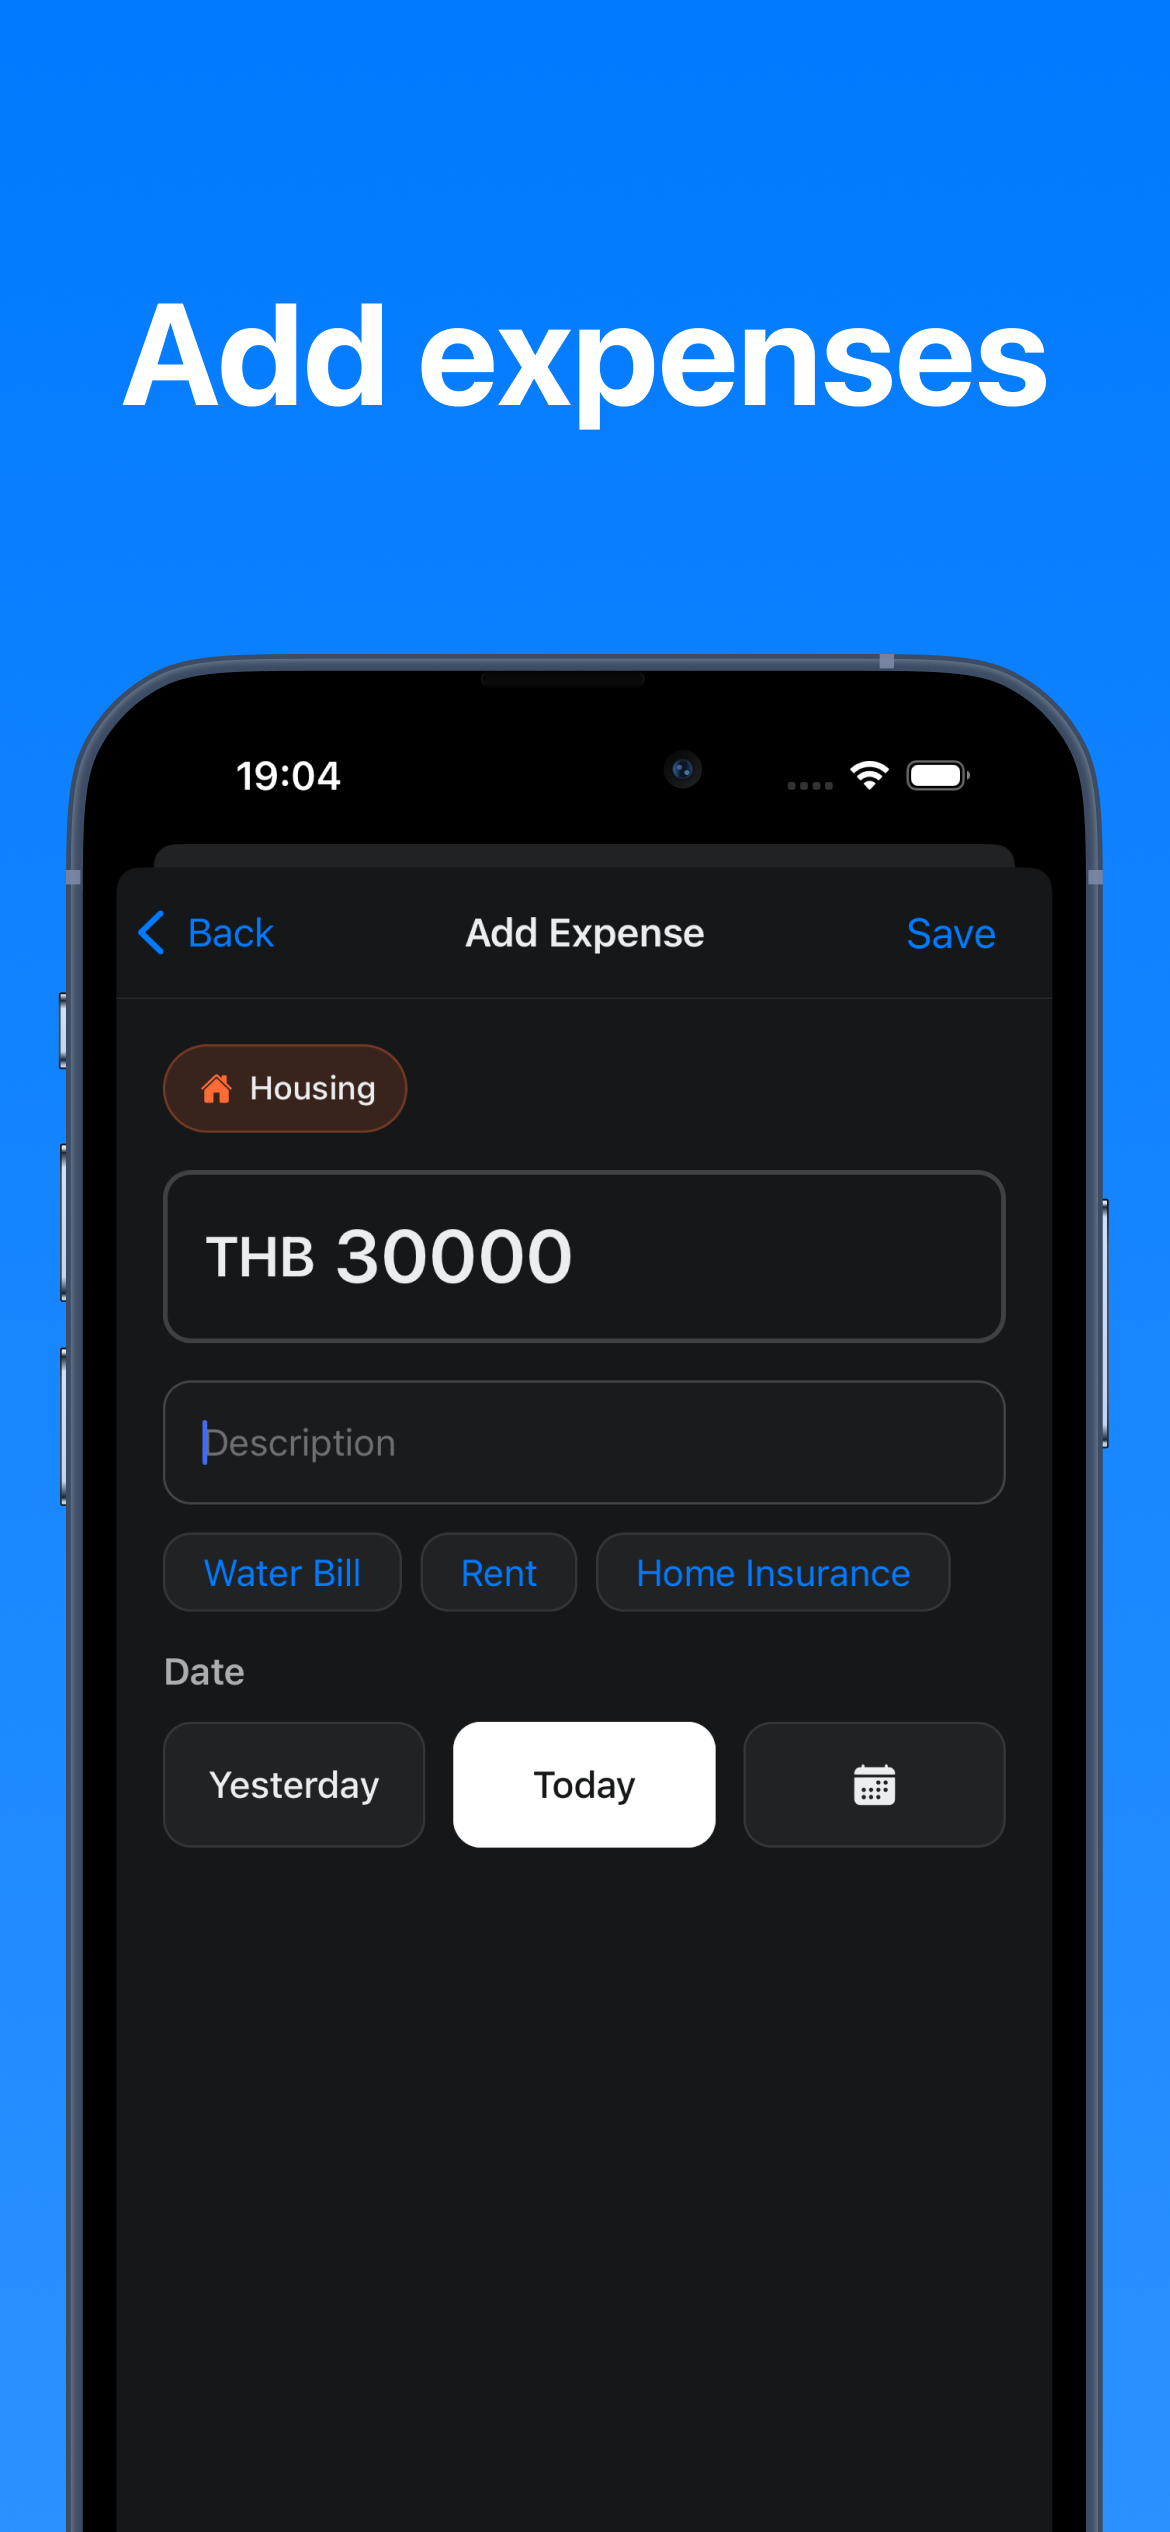 Add expenses
19:04
Back Add Expense Save
Housing
THB 30000
Description
Water Bill Rent Home Insurance
Date
Yesterday Today